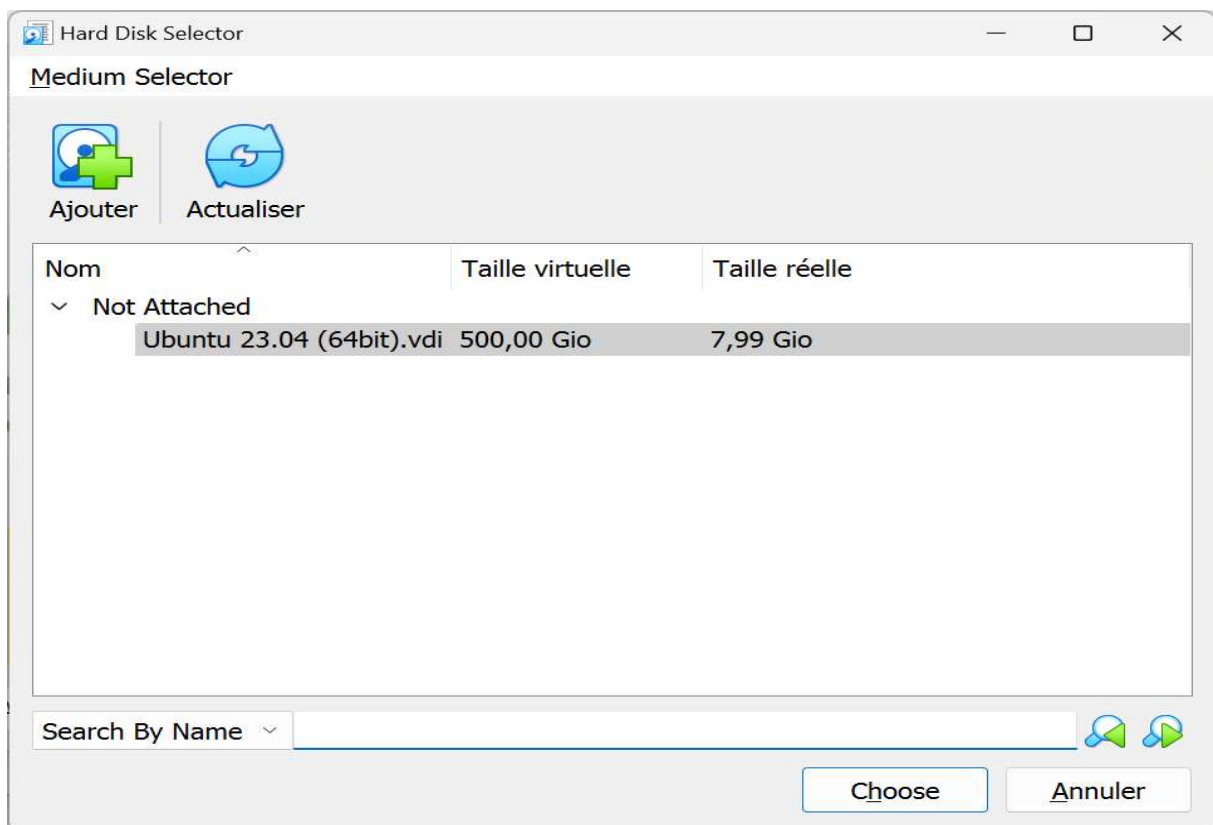 Hard Disk Selector
Medium Selector
Ajouter Actualiser
Nom Taille virtuelle Taille réelle
Not Attached
Ubuntu 23.04 (64bit).vdi 500,00 Gio 7,99 Gio
Search By Name
Choose Annuler